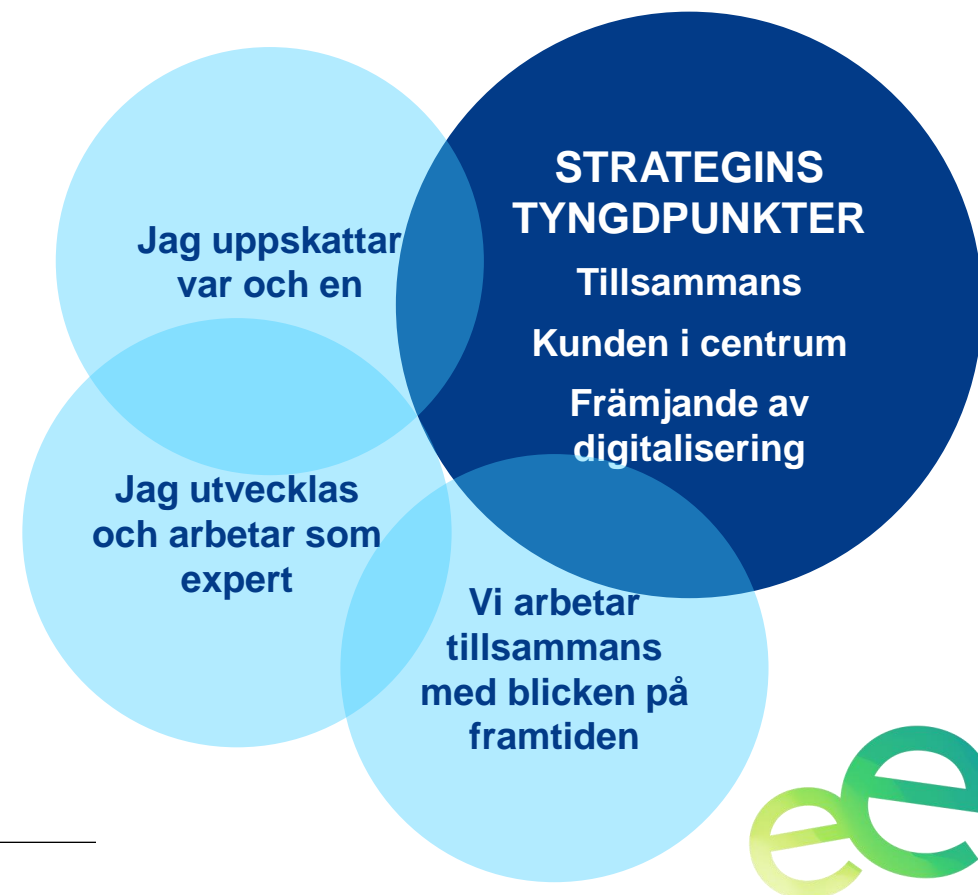 STRATEGINS
TYNGDPUNKTER
Tillsammans
Kunden i centrum
Främjande av
digitalisering
Jag uppskattar
var och en
Jag utvecklas
och arbetar som
expert
Vi arbetar
tillsammans
med blicken på
framtiden
ee